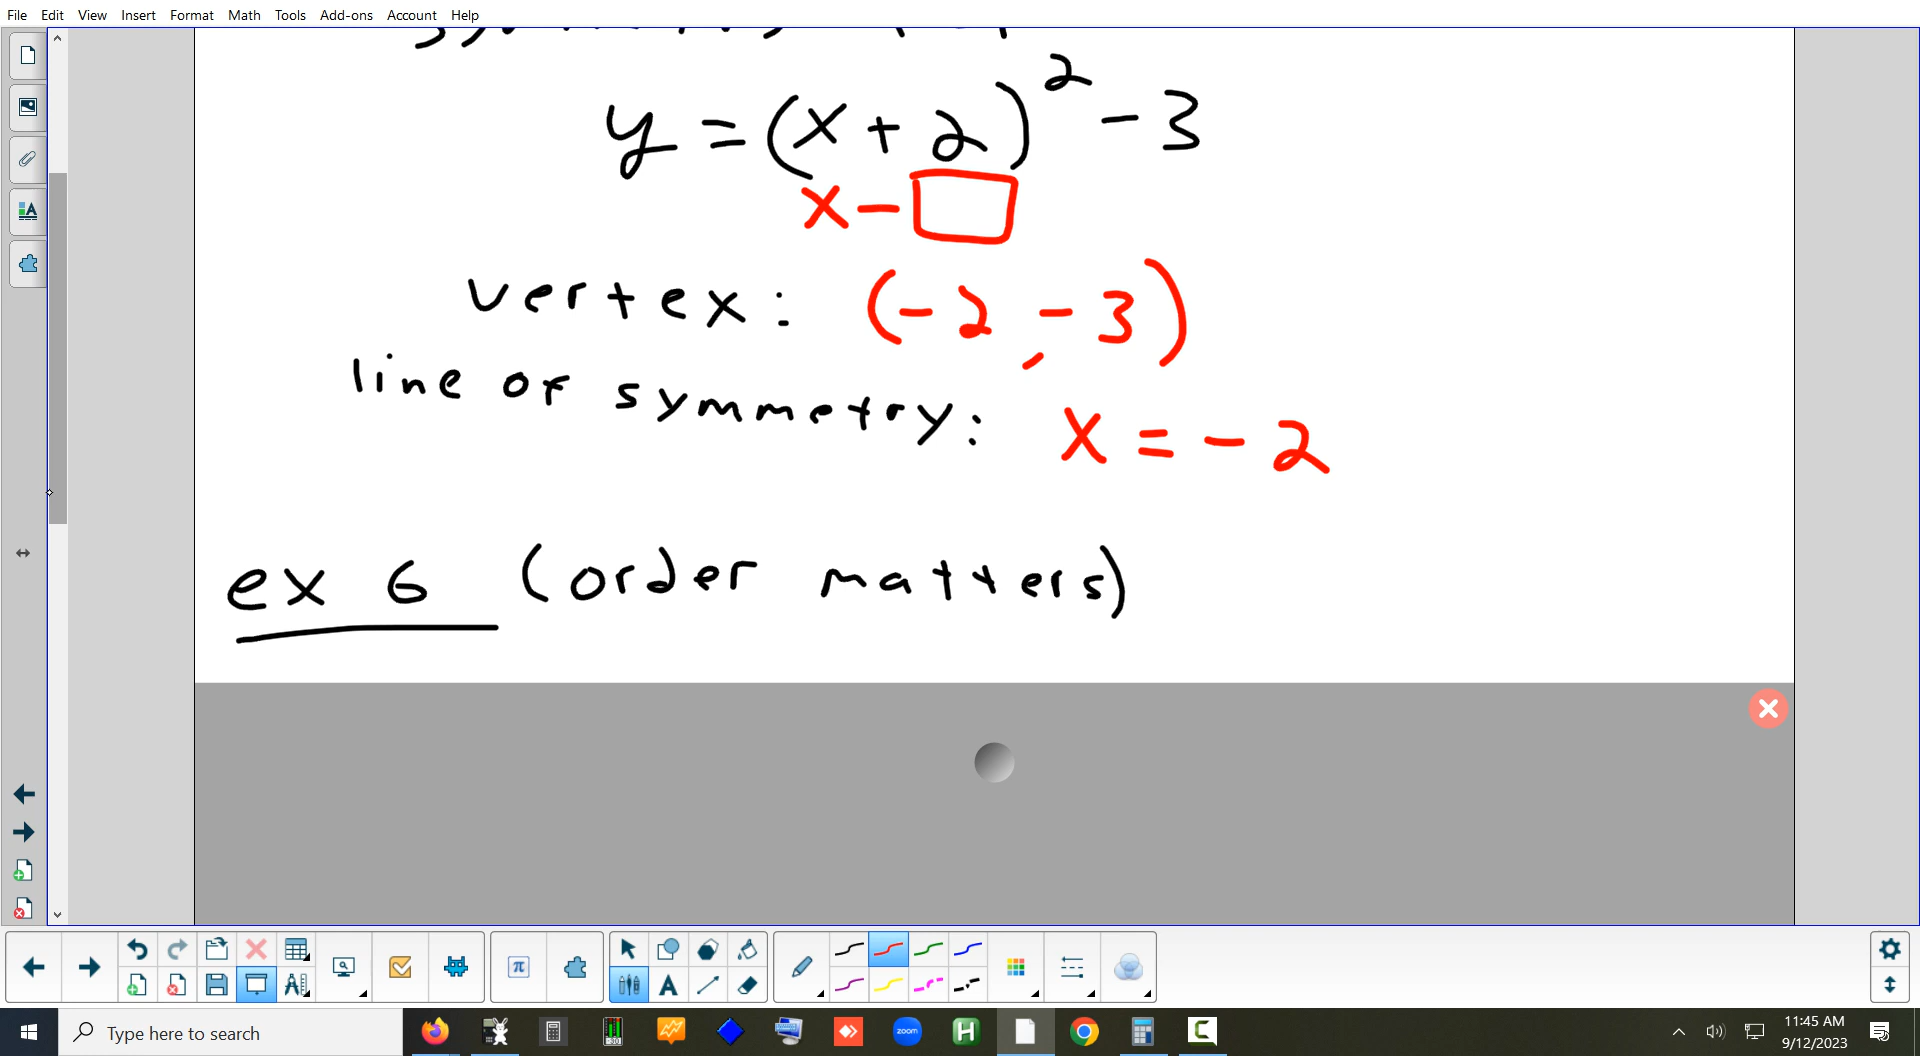 File Edit View Insert Format Math Tools Add-ons Account Help
y = (x + 2)² - 3
x - □
vertex: (-2, -3)
line of symmetry: x = -2
ex 6 (order matters)
π
A
Type here to search
zoom
H
C
11:45 AM
9/12/2023